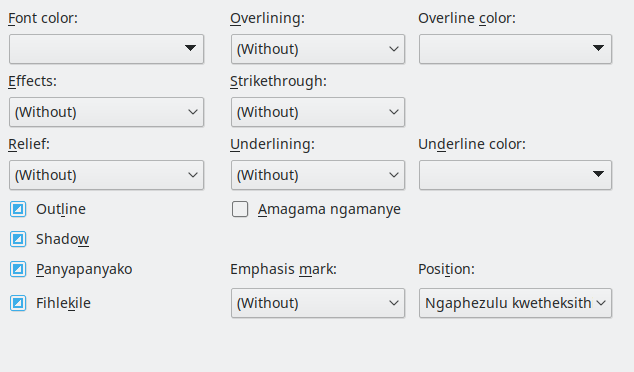 Font color: Overlining: Overline color:
(Without)
Effects: Strikethrough:
(Without) (Without)
Relief: Underlining: Underline color:
(Without) (Without)
Outline Amagama ngamanye
Shadow
Panyapanyako Emphasis mark: Position:
Fihlekile (Without) Ngaphezulu kwetheksith